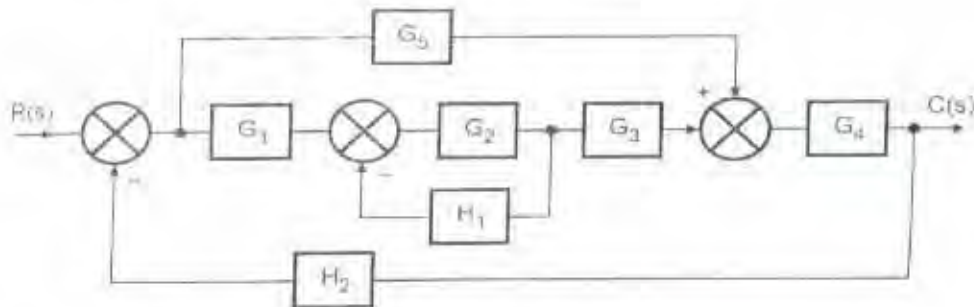 G₅
R(s)
G₁
G₂
G₃
+
G₄
C(s)
−
H₁
−
H₂